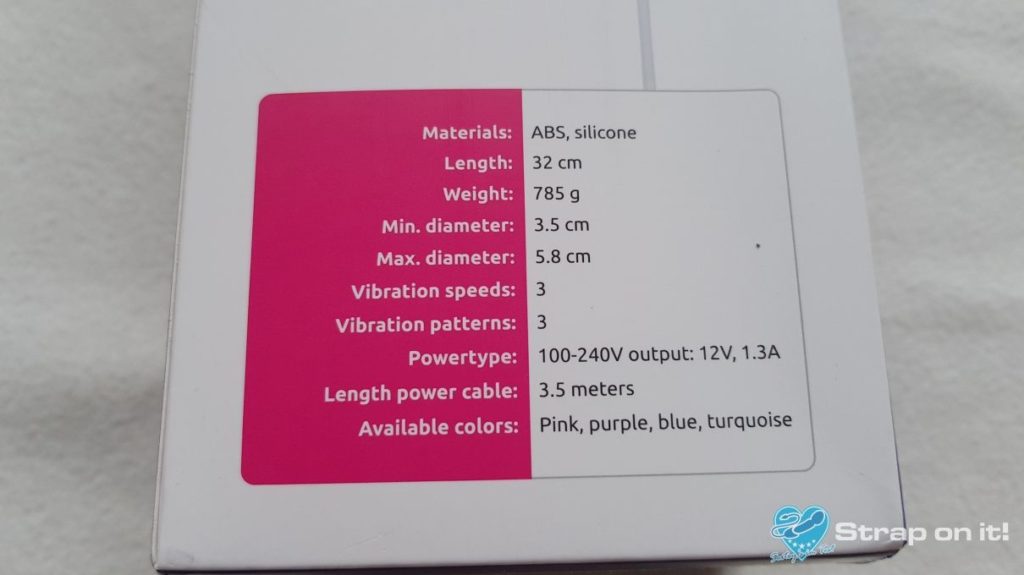 Materials: ABS, silicone
Length: 32 cm
Weight: 785 g
Min. diameter: 3.5 cm
Max. diameter: 5.8 cm
Vibration speeds: 3
Vibration patterns: 3
Powertype: 100-240V output: 12V, 1.3A
Length power cable: 3.5 meters
Available colors: Pink, purple, blue, turquoise
Strap on it!